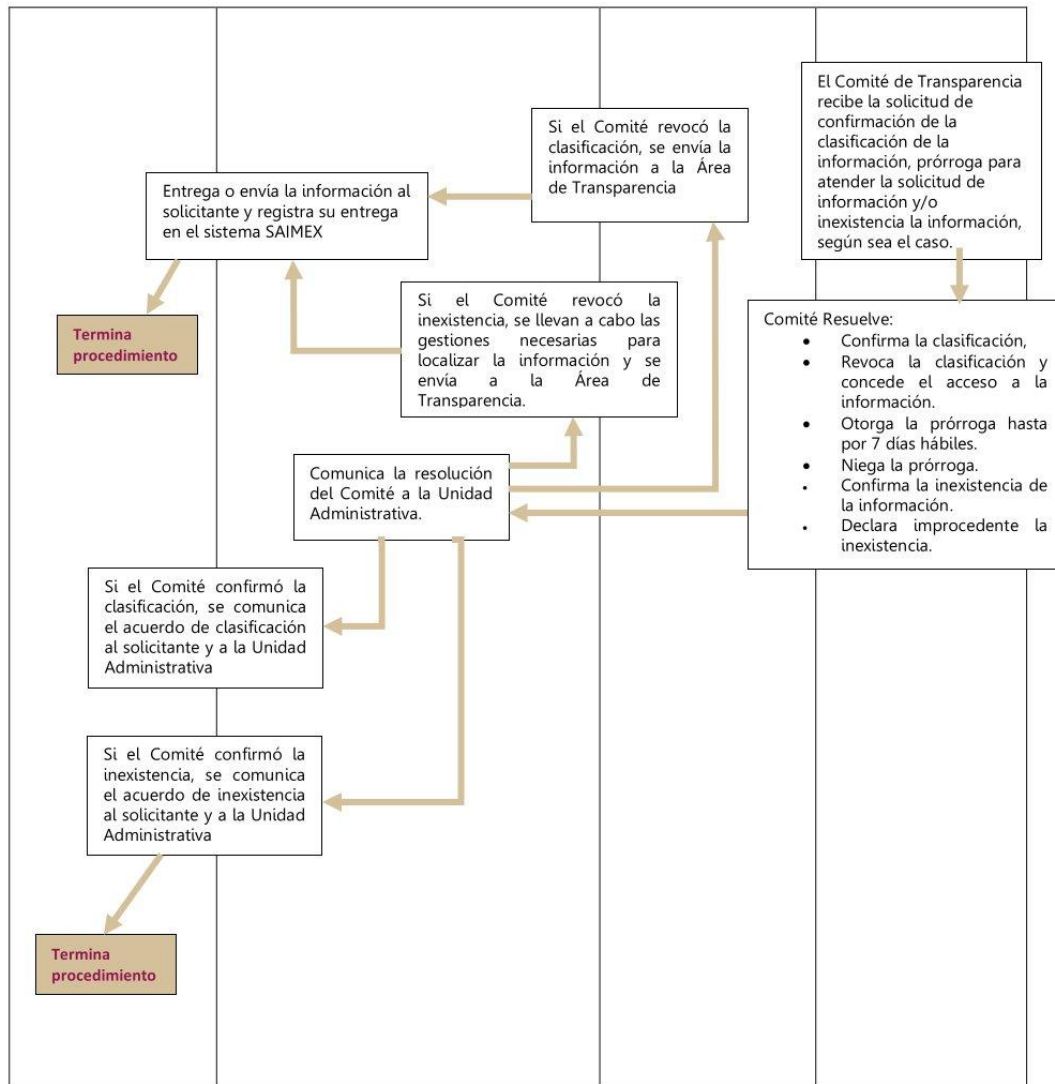 El Comité de Transparencia
recibe la solicitud de
confirmación de la
clasificación de la
información, prórroga para
atender la solicitud de
información y/o
inexistencia la información,
según sea el caso.
Si el Comité revocó la
clasificación, se envía la
información a la Área
de Transparencia
Entrega o envía la información al
solicitante y registra su entrega
en el sistema SAIMEX
Termina
procedimiento
Si el Comité revocó la
inexistencia, se llevan a cabo las
gestiones necesarias para
localizar la información y se
envía a la Área de
Transparencia.
Comité Resuelve:
• Confirma la clasificación,
• Revoca la clasificación y
concede el acceso a la
información.
• Otorga la prórroga hasta
por 7 días hábiles.
• Niega la prórroga.
• Confirma la inexistencia de
la información.
• Declara improcedente la
inexistencia.
Comunica la resolución
del Comité a la Unidad
Administrativa.
Si el Comité confirmó la
clasificación, se comunica
el acuerdo de clasificación
al solicitante y a la Unidad
Administrativa
Si el Comité confirmó la
inexistencia, se comunica
el acuerdo de inexistencia
al solicitante y a la Unidad
Administrativa
Termina
procedimiento